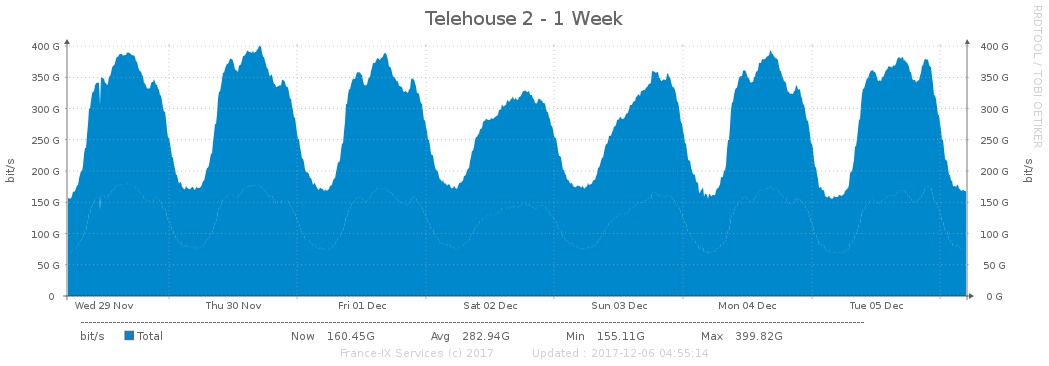 Telehouse 2 - 1 Week
RRDTOOL / TOBI OETIKER
bit/s
400 G
350 G
300 G
250 G
200 G
150 G
100 G
50 G
0
400 G
350 G
300 G
250 G
200 G
150 G
100 G
50 G
0 G
bit/s
Wed 29 Nov Thu 30 Nov Fri 01 Dec Sat 02 Dec Sun 03 Dec Mon 04 Dec Tue 05 Dec
bit/s Total Now 160.45G Avg 282.94G Min 155.11G Max 399.82G
France-IX Services (c) 2017 Updated : 2017-12-06 04:55:14